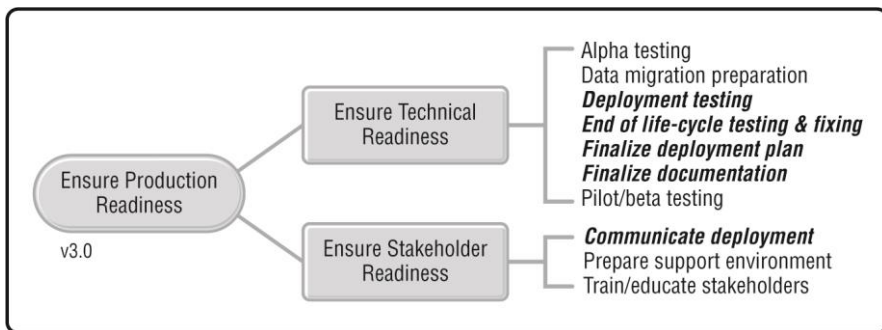 Ensure Production
Readiness
v3.0
Ensure Technical
Readiness
Alpha testing
Data migration preparation
Deployment testing
End of life-cycle testing & fixing
Finalize deployment plan
Finalize documentation
Pilot/beta testing
Ensure Stakeholder
Readiness
Communicate deployment
Prepare support environment
Train/educate stakeholders